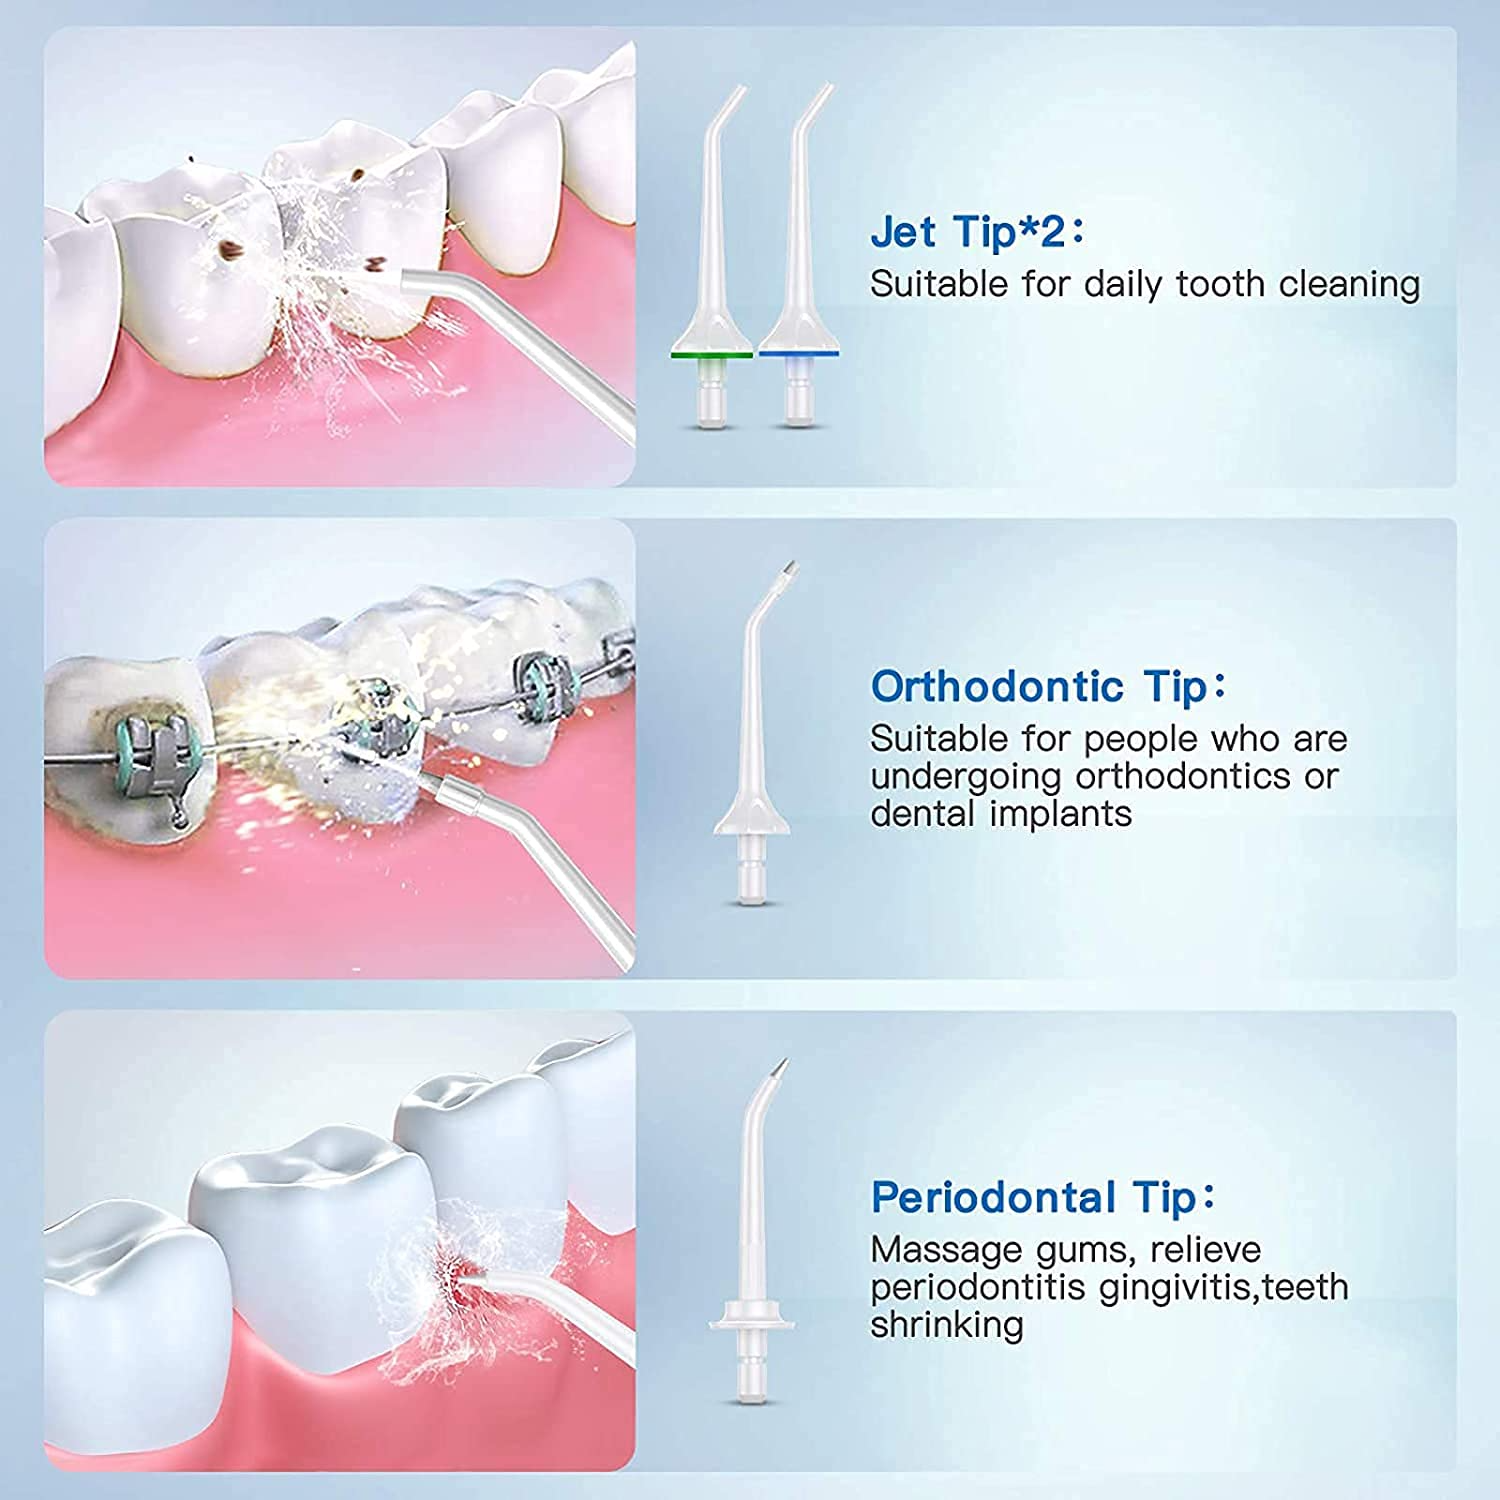 Jet Tip*2:
Suitable for daily tooth cleaning
Orthodontic Tip:
Suitable for people who are
undergoing orthodontics or
dental implants
Periodontal Tip:
Massage gums, relieve
periodontitis gingivitis,teeth
shrinking